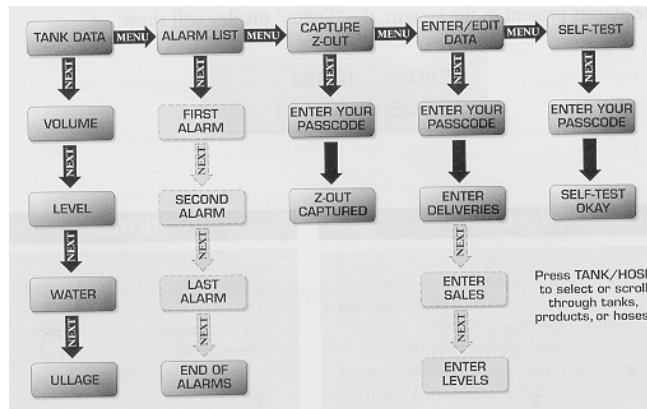 TANK DATA
MENU
ALARM LIST
MENU
CAPTURE
Z-OUT
MENU
ENTER/EDIT
DATA
MENU
SELF-TEST
NEXT
NEXT
NEXT
NEXT
NEXT
VOLUME
FIRST
ALARM
ENTER YOUR
PASSCODE
ENTER YOUR
PASSCODE
ENTER YOUR
PASSCODE
NEXT
NEXT
LEVEL
SECOND
ALARM
Z-OUT
CAPTURED
ENTER
DELIVERIES
SELF-TEST
OKAY
NEXT
NEXT
NEXT
WATER
LAST
ALARM
ENTER
SALES
Press TANK/HOSE
to select or scroll
through tanks,
products, or hoses
NEXT
NEXT
NEXT
ULLAGE
END OF
ALARMS
ENTER
LEVELS